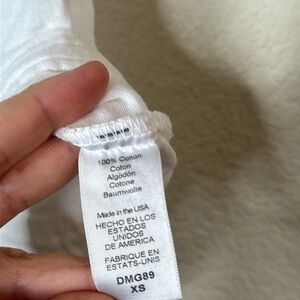 100% Cotton
Coton
Algodón
Cotone
Baumwolle
Made in the USA
HECHO EN LOS
ESTADOS
UNIDOS
DE AMERICA
FABRIQUE EN
ESTATS-UNIS
DMG89
XS